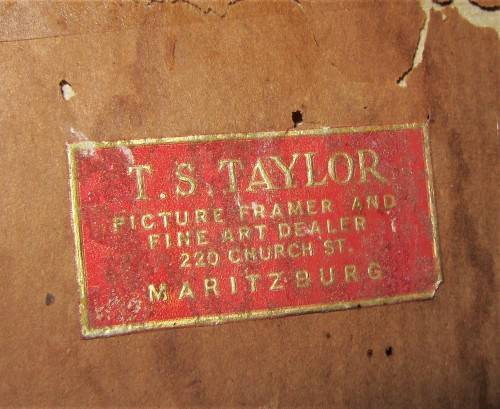 T.S.TAYLOR
PICTURE FRAMER AND
FINE ART DEALER
220 CHURCH ST.
MARITZBURG